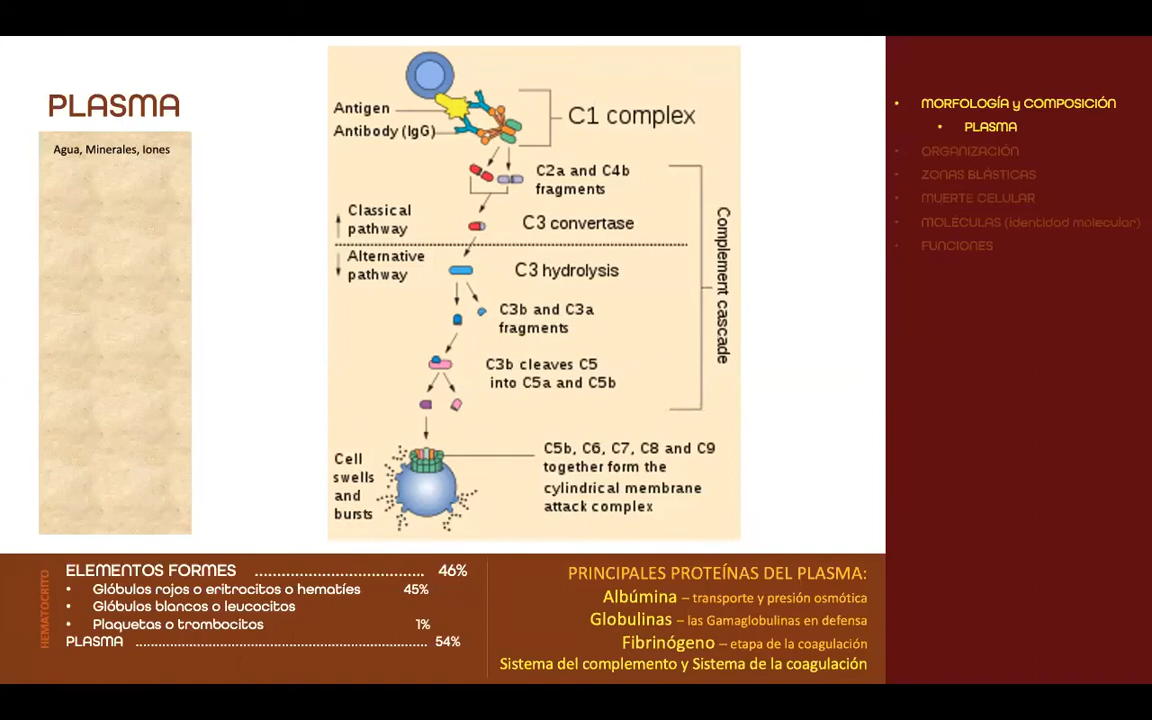 PLASMA
Agua, Minerales, Iones
Antigen
Antibody (IgG)
C1 complex
C2a and C4b
fragments
Classical
pathway
C3 convertase
Alternative
pathway
C3 hydrolysis
C3b and C3a
fragments
C3b cleaves C5
into C5a and C5b
Complement cascade
Cell
swells
and
bursts
C5b, C6, C7, C8 and C9
together form the
cylindrical membrane
attack complex
• MORFOLOGÍA y COMPOSICIÓN
• PLASMA
• ORGANIZACIÓN
• ZONAS BLÁSTICAS
• MUERTE CELULAR
• MOLÉCULAS (identidad molecular)
• FUNCIONES
HEMATOCRITO
ELEMENTOS FORMES ........................................ 46%
• Glóbulos rojos o eritrocitos o hematíes 45%
• Glóbulos blancos o leucocitos
• Plaquetas o trombocitos 1%
PLASMA ................................................................ 54%
PRINCIPALES PROTEÍNAS DEL PLASMA:
Albúmina – transporte y presión osmótica
Globulinas – las Gamaglobulinas en defensa
Fibrinógeno – etapa de la coagulación
Sistema del complemento y Sistema de la coagulación